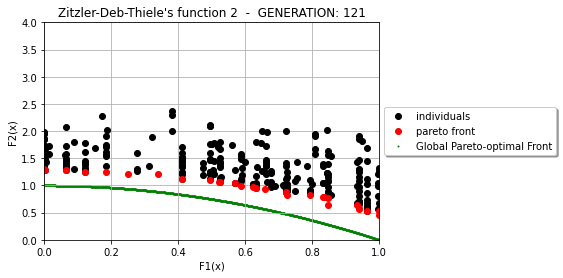 Zitzler-Deb-Thiele's function 2 - GENERATION: 121
4.0
3.5
3.0
2.5
2.0
1.5
1.0
0.5
0.0
F2(x)
0.0 0.2 0.4 0.6 0.8 1.0
F1(x)
individuals
pareto front
Global Pareto-optimal Front